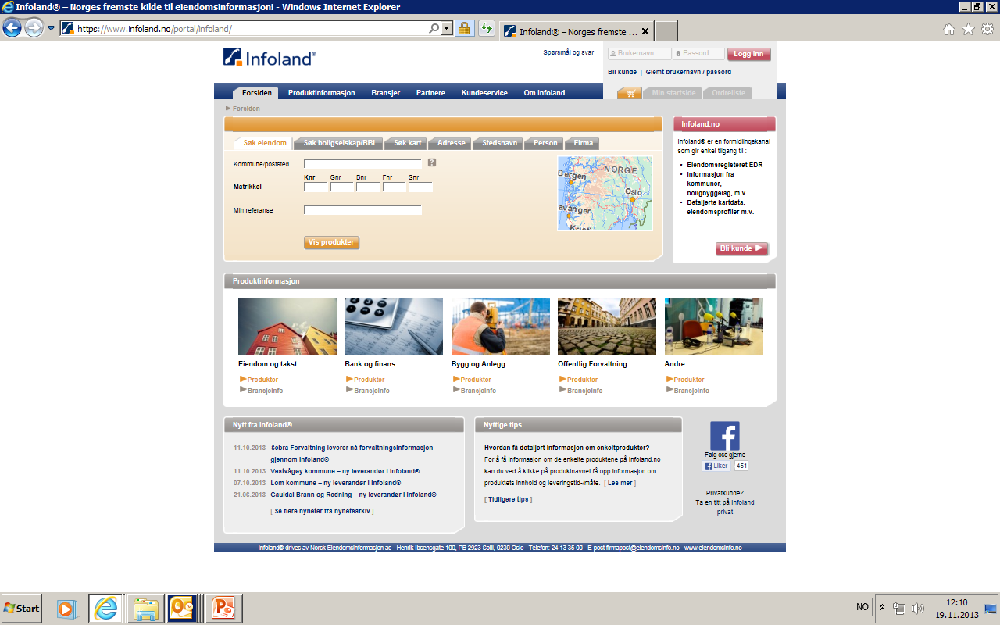 Infoland® – Norges fremste kilde til eiendomsinformasjon! - Windows Internet Explorer
https://www.infoland.no/portal/infoland/
Infoland® – Norges fremste ...
Infoland®
Spørsmål og svar
Brukernavn
Passord
Logg inn
Bli kunde | Glemt brukernavn / passord
Forsiden
Produktinformasjon
Bransjer
Partnere
Kundeservice
Om Infoland
Min startside
Ordreliste
Forsiden
Søk eiendom
Søk boligselskap/BBL
Søk kart
Adresse
Stedsnavn
Person
Firma
Kommune/poststed
?
Knr Gnr Bnr Fnr Snr
Matrikkel
Min referanse
Vis produkter
NORGE
Bergen
Oslo
avanger
Kristi
Infoland.no
Infoland® er en formidlingskanal
som gir enkel tilgang til :
• Eiendomsregisteret EDR
• Informasjon fra
kommuner,
boligbyggelag, m.v.
• Detaljerte kartdata,
eiendomsprofiler m.v.
Bli kunde
Produktinformasjon
Eiendom og takst
Produkter
Bransjeinfo
Bank og finans
Produkter
Bransjeinfo
Bygg og Anlegg
Produkter
Bransjeinfo
Offentlig Forvaltning
Produkter
Bransjeinfo
Andre
Produkter
Bransjeinfo
Nytt fra Infoland®
11.10.2013 Sebra Forvaltning leverer nå forvaltningsinformasjon
gjennom Infoland®
11.10.2013 Vestvågøy kommune – ny leverandør i Infoland®
07.10.2013 Lom kommune – ny leverandør i Infoland®
21.06.2013 Gauldal Brann og Redning – ny leverandør i Infoland®
[ Se flere nyheter fra nyhetsarkiv ]
Nyttige tips
Hvordan få detaljert informasjon om enkeltprodukter?
For å få informasjon om de enkelte produktene på Infoland.no
kan du ved å klikke på produktnavnet få opp informasjon om
produktets innhold og leveringstid-/måte. [ Les mer ]
[ Tidligere tips ]
Følg oss gjerne
Liker 451
Privatkunde?
Ta en titt på Infoland
privat
Infoland® drives av Norsk Eiendomsinformasjon as - Henrik Ibsensgate 100, PB 2923 Solli, 0230 Oslo - Telefon: 24 13 35 00 - E-post firmapost@eiendomsinfo.no - www.eiendomsinfo.no
Start
NO
12:10
19.11.2013